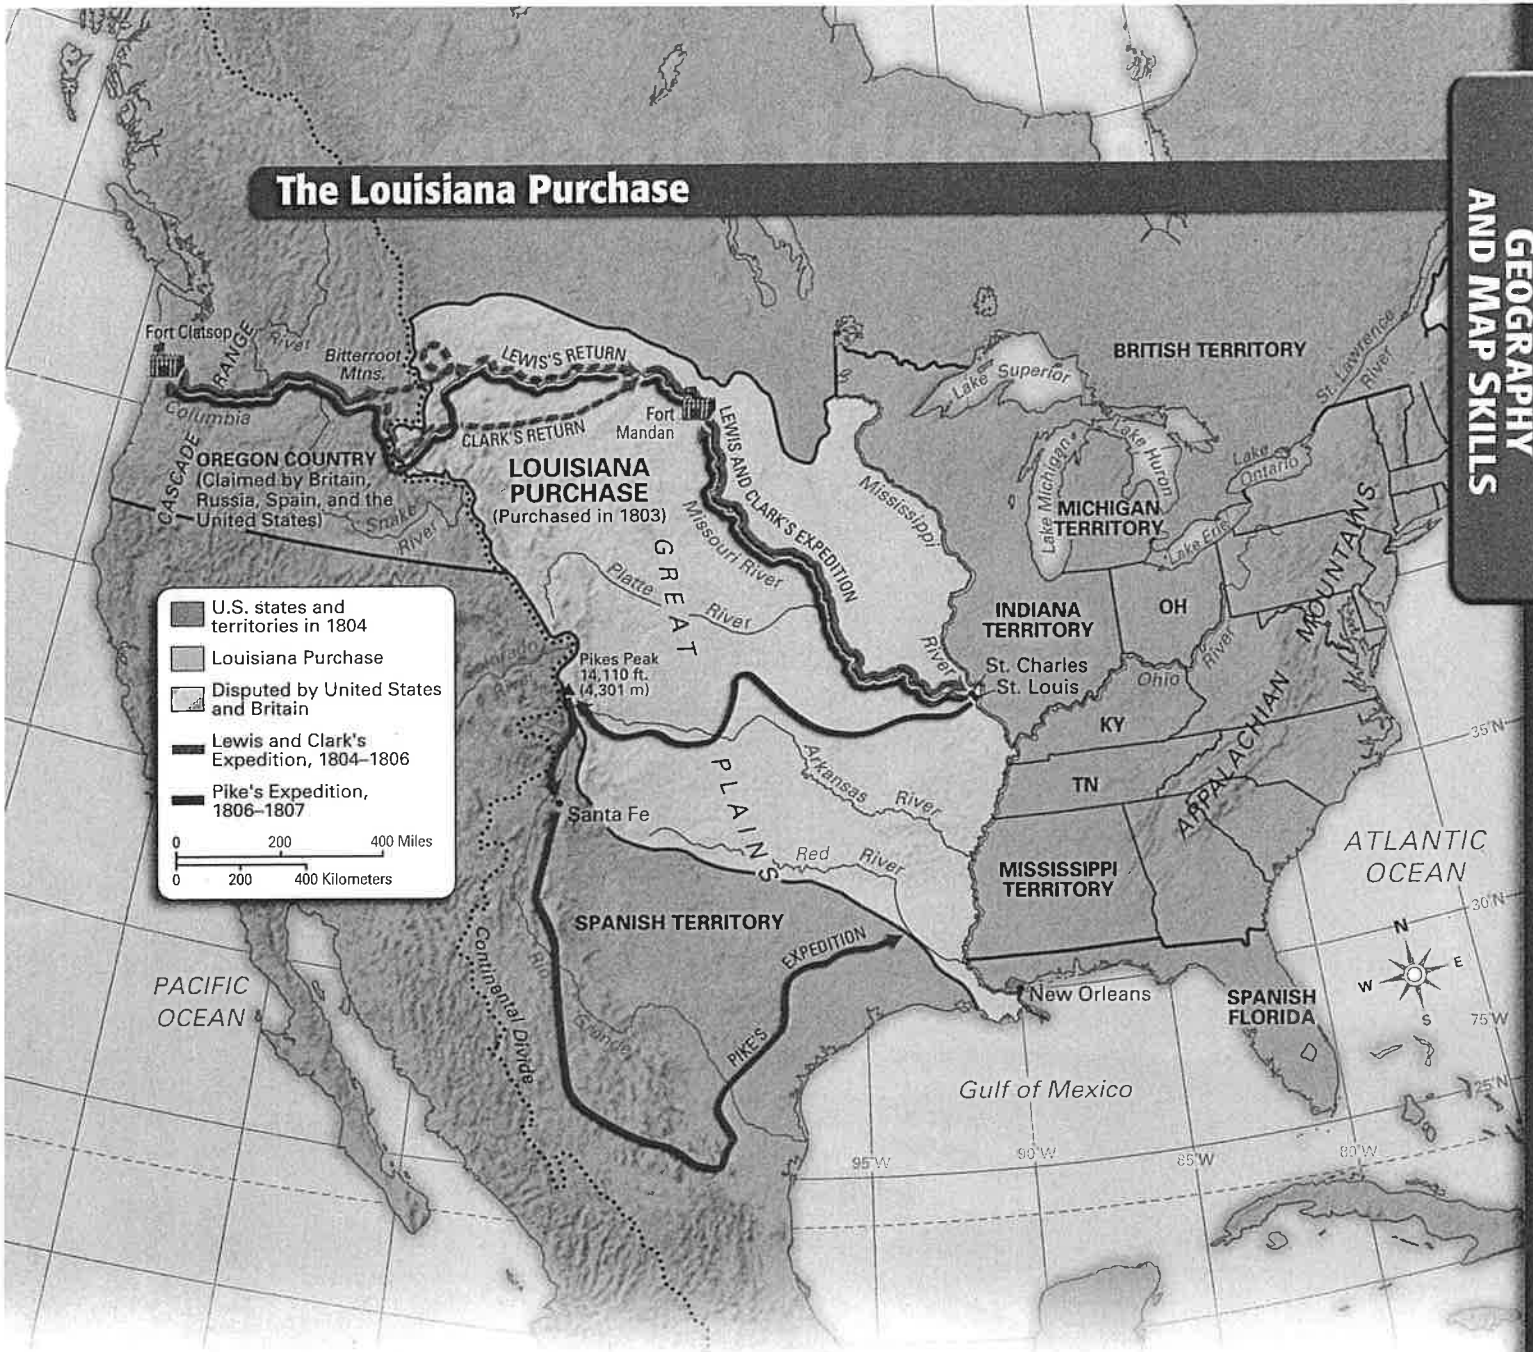 The Louisiana Purchase
GEOGRAPHY
AND MAP SKILLS
Fort Clatsop
RANGE
River
Bitterroot
Mtns.
LEWIS'S RETURN
Columbia
CLARK'S RETURN
Fort
Mandan
CASCADE
OREGON COUNTRY
(Claimed by Britain,
Russia, Spain, and the
United States)
Snake
River
LOUISIANA
PURCHASE
(Purchased in 1803)
LEWIS AND CLARK'S EXPEDITION
Missouri River
Mississippi
River
BRITISH TERRITORY
Lake Superior
St. Lawrence
River
Lake Michigan
Lake Huron
Lake
Ontario
MICHIGAN
TERRITORY
Lake Erie
GREAT
PLAINS
Platte
River
INDIANA
TERRITORY
OH
APPALACHIAN
MOUNTAINS
River
Ohio
St. Charles
St. Louis
KY
TN
U.S. states and
territories in 1804
Louisiana Purchase
Disputed by United States
and Britain
Lewis and Clark's
Expedition, 1804–1806
Pike's Expedition,
1806–1807
0 200 400 Miles
0 200 400 Kilometers
Colorado
River
Pikes Peak
14,110 ft.
(4,301 m)
Arkansas
River
Santa Fe
Red
River
MISSISSIPPI
TERRITORY
ATLANTIC
OCEAN
35°N
30°N
N
E
W
S
75°W
25°N
SPANISH TERRITORY
PIKE'S
EXPEDITION
Continental Divide
Rio
Grande
PACIFIC
OCEAN
New Orleans
SPANISH
FLORIDA
Gulf of Mexico
95°W
90°W
85°W
80°W